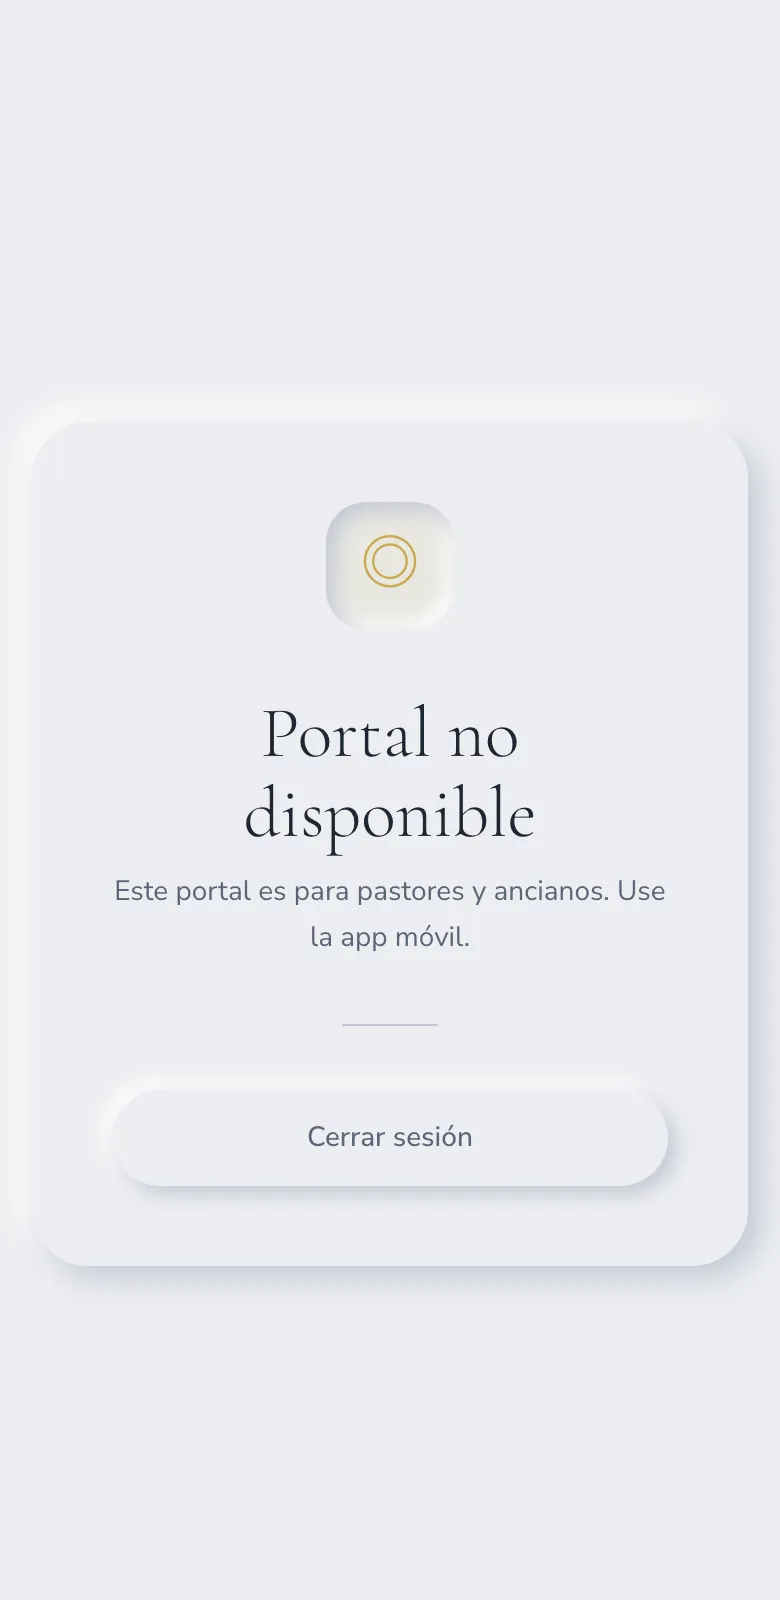 Portal no
disponible
Este portal es para pastores y ancianos. Use
la app móvil.
Cerrar sesión